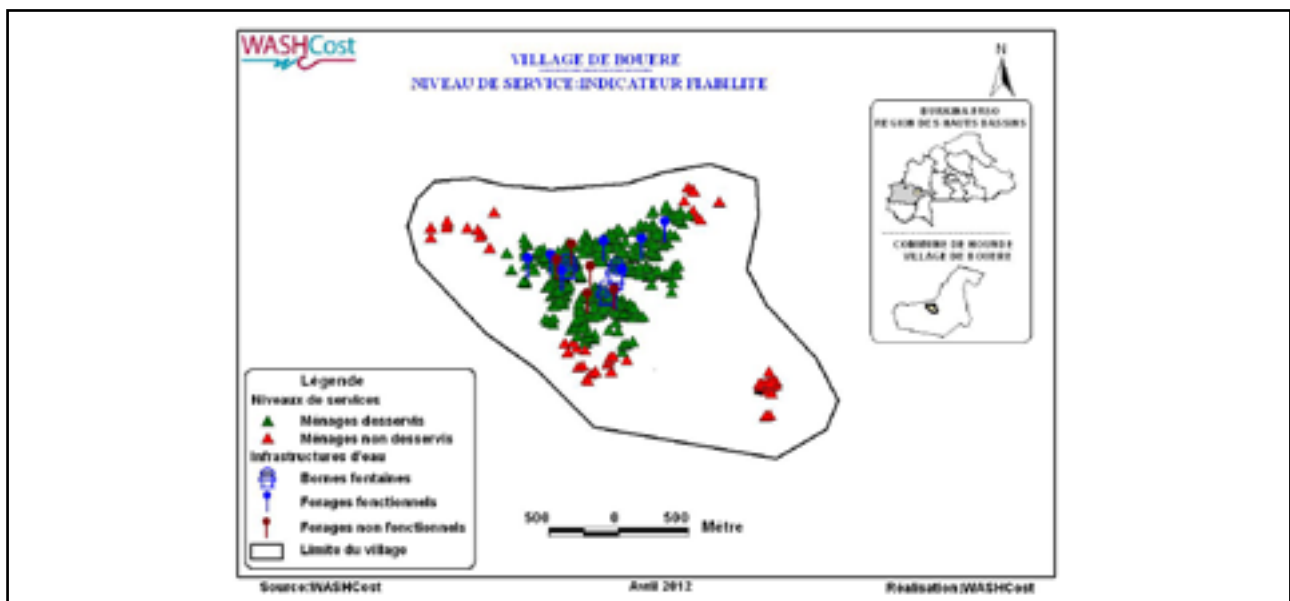 WASHCost
VILLAGE DE BOUERE
NIVEAU DE SERVICE:INDICATEUR FIABILITE
N
BURKINA FASO
REGION DES HAUTS BASSINS
COMMUNE DE HOUNDE
VILLAGE DE BOUERE
Légende
Niveaux de services
Ménages desservis
Ménages non desservis
Infrastructures d'eau
Bornes fontaines
Forages fonctionnels
Forages non fonctionnels
Limite du village
500 0 500 Métre
Source:WASHCost
Avril 2012
Réalisation:WASHCost